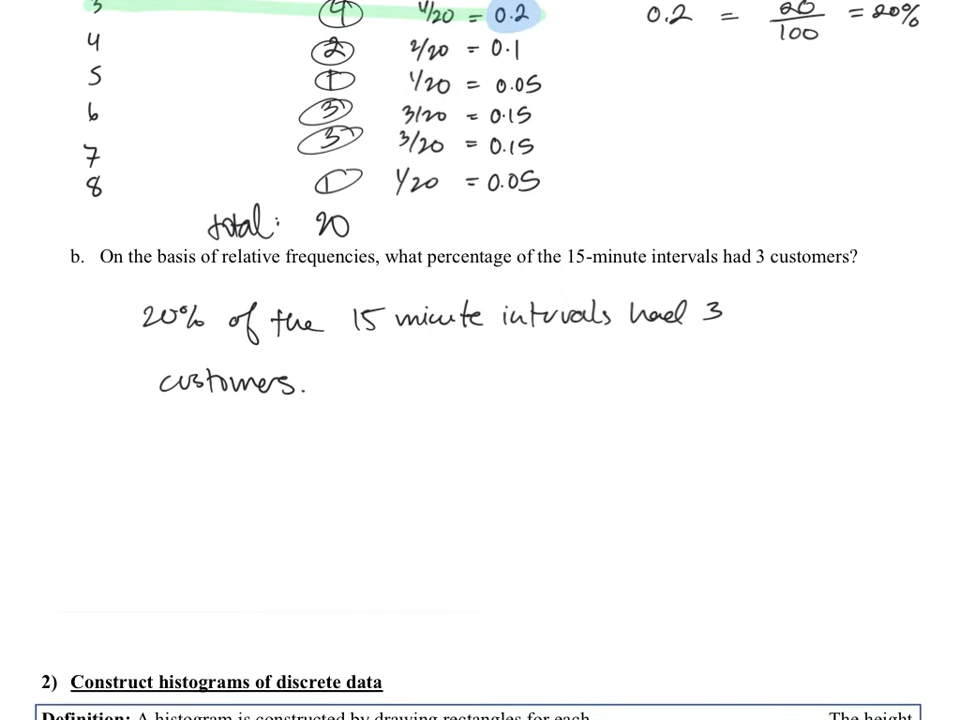 3 4 4/20 = 0.2 0.2 = 20/100 = 20%
4 2 2/20 = 0.1
5 1 1/20 = 0.05
6 3 3/20 = 0.15
7 3 3/20 = 0.15
8 1 1/20 = 0.05
total: 20
b. On the basis of relative frequencies, what percentage of the 15-minute intervals had 3 customers?
20% of the 15 minute intervals had 3
customers.
2) Construct histograms of discrete data
Definition: A histogram is constructed by drawing rectangles for each The height